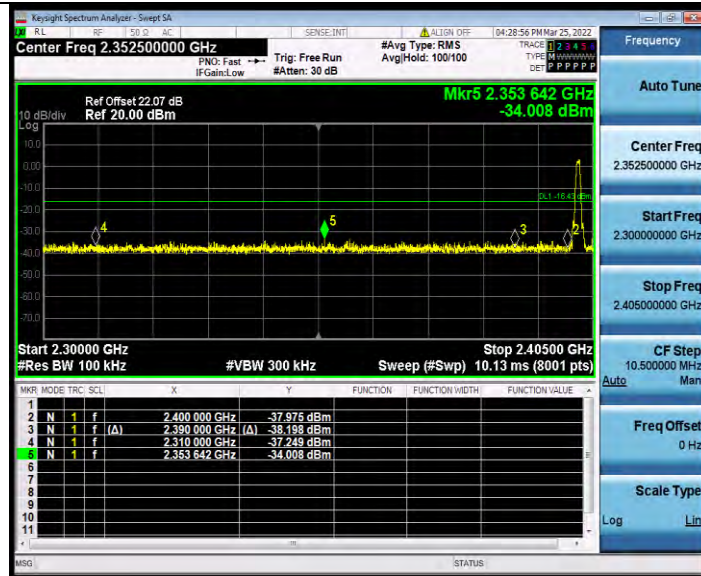 Keysight Spectrum Analyzer - Swept SA
RL RF 50 Ω AC SENSE:INT ALIGN OFF 04:28:56 PM Mar 25, 2022
Center Freq 2.352500000 GHz
PNO: Fast
IFGain:Low
Trig: Free Run
#Atten: 30 dB
#Avg Type: RMS
Avg|Hold: 100/100
TRACE 1 2 3 4 5 6
TYPE M WWWWW
DET P P P P P P
Frequency
Auto Tune
Center Freq
2.352500000 GHz
Start Freq
2.300000000 GHz
Stop Freq
2.405000000 GHz
CF Step
10.500000 MHz
Auto Man
Freq Offset
0 Hz
Scale Type
Log Lin
Mkr5 2.353 642 GHz
-34.008 dBm
Ref Offset 22.07 dB
10 dB/div Ref 20.00 dBm
Log
10.0
0.00
-10.0
-20.0
-30.0
-40.0
-50.0
-60.0
-70.0
DL1 -16.43 dBm
4
5
3
2
Start 2.30000 GHz Stop 2.40500 GHz
#Res BW 100 kHz #VBW 300 kHz Sweep (#Swp) 10.13 ms (8001 pts)
MKR MODE TRC SCL X Y FUNCTION FUNCTION WIDTH FUNCTION VALUE
1
2 N 1 f 2.400 000 GHz -37.975 dBm
3 N 1 f (Δ) 2.390 000 GHz (Δ) -38.198 dBm
4 N 1 f 2.310 000 GHz -37.249 dBm
5 N 1 f 2.353 642 GHz -34.008 dBm
6
7
8
9
10
11
MSG STATUS